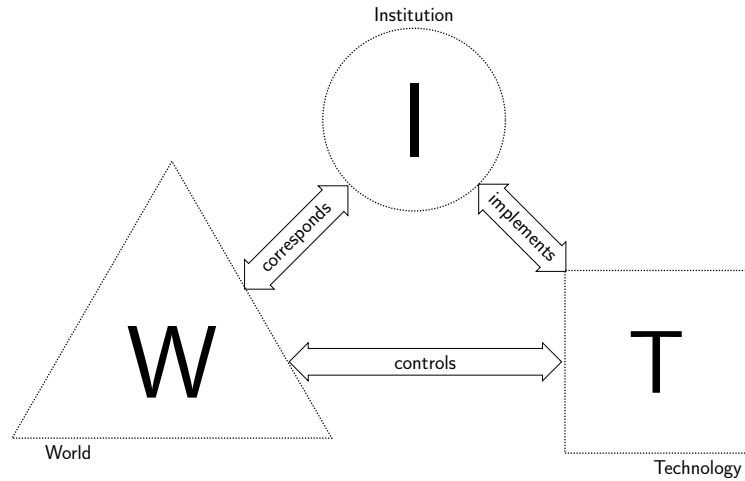 Institution
I
corresponds
implements
W
controls
T
World
Technology